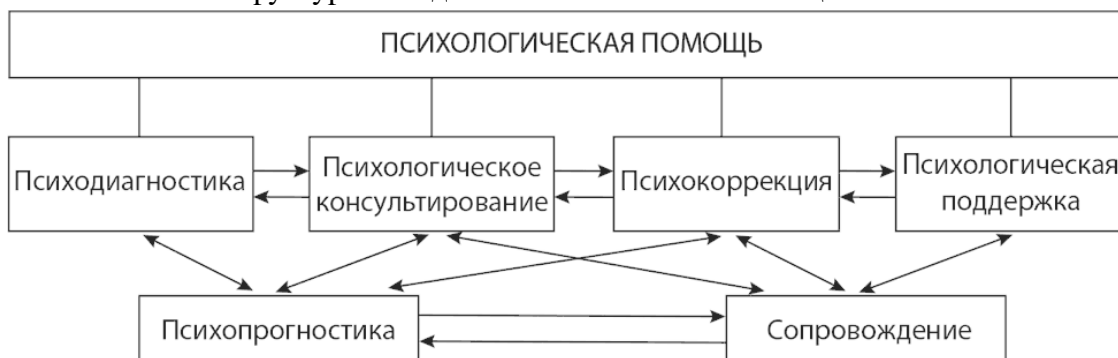 ПСИХОЛОГИЧЕСКАЯ ПОМОЩЬ
Психодиагностика
Психологическое
консультирование
Психокоррекция
Психологическая
поддержка
Психопрогностика
Сопровождение